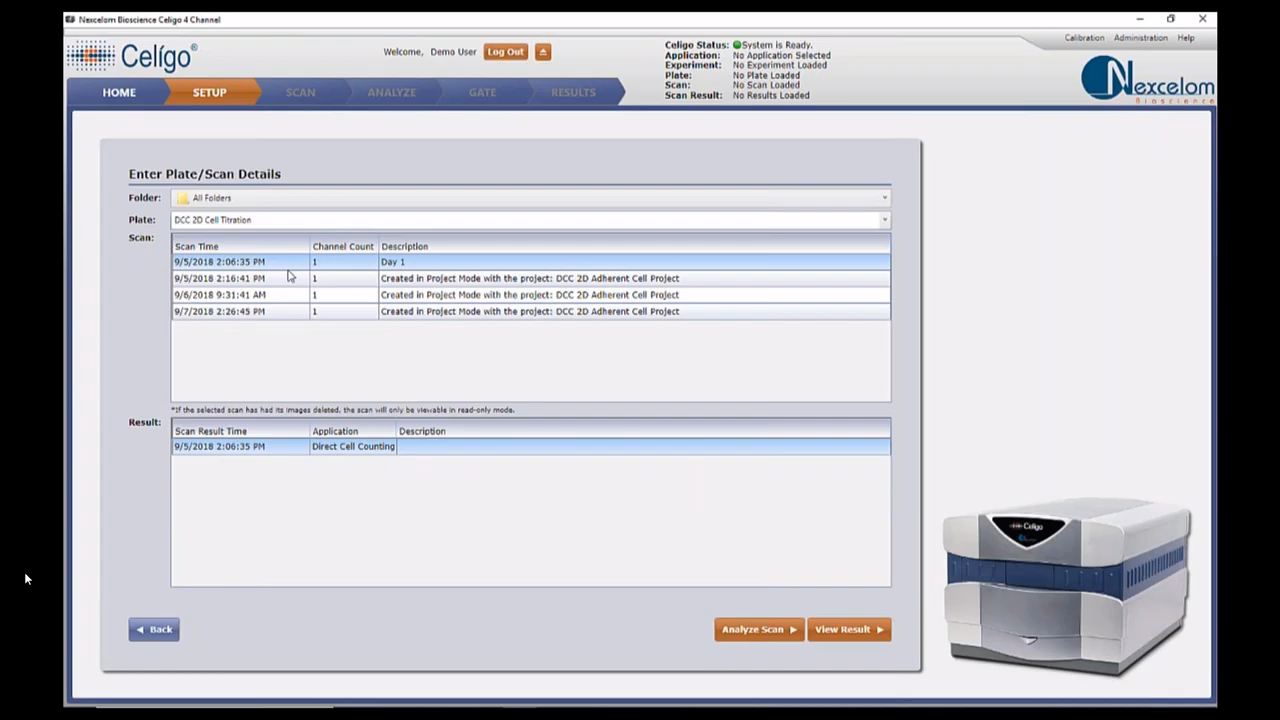 Nexcelom Bioscience Celigo 4 Channel
Calibration Administration Help
Celígo®
Welcome, Demo User Log Out
Celigo Status: System is Ready.
Application: No Application Selected
Experiment: No Experiment Loaded
Plate: No Plate Loaded
Scan: No Scan Loaded
Scan Result: No Results Loaded
Nexcelom
Bioscience
HOME SETUP SCAN ANALYZE GATE RESULTS
Enter Plate/Scan Details
Folder: All Folders
Plate: DCC 2D Cell Titration
Scan:
Scan Time Channel Count Description
9/5/2018 2:06:35 PM 1 Day 1
9/5/2018 2:16:41 PM 1 Created in Project Mode with the project: DCC 2D Adherent Cell Project
9/6/2018 9:31:41 AM 1 Created in Project Mode with the project: DCC 2D Adherent Cell Project
9/7/2018 2:26:45 PM 1 Created in Project Mode with the project: DCC 2D Adherent Cell Project
*If the selected scan has had its images deleted, the scan will only be viewable in read-only mode.
Result:
Scan Result Time Application Description
9/5/2018 2:06:35 PM Direct Cell Counting
Back
Analyze Scan
View Result
Celigo